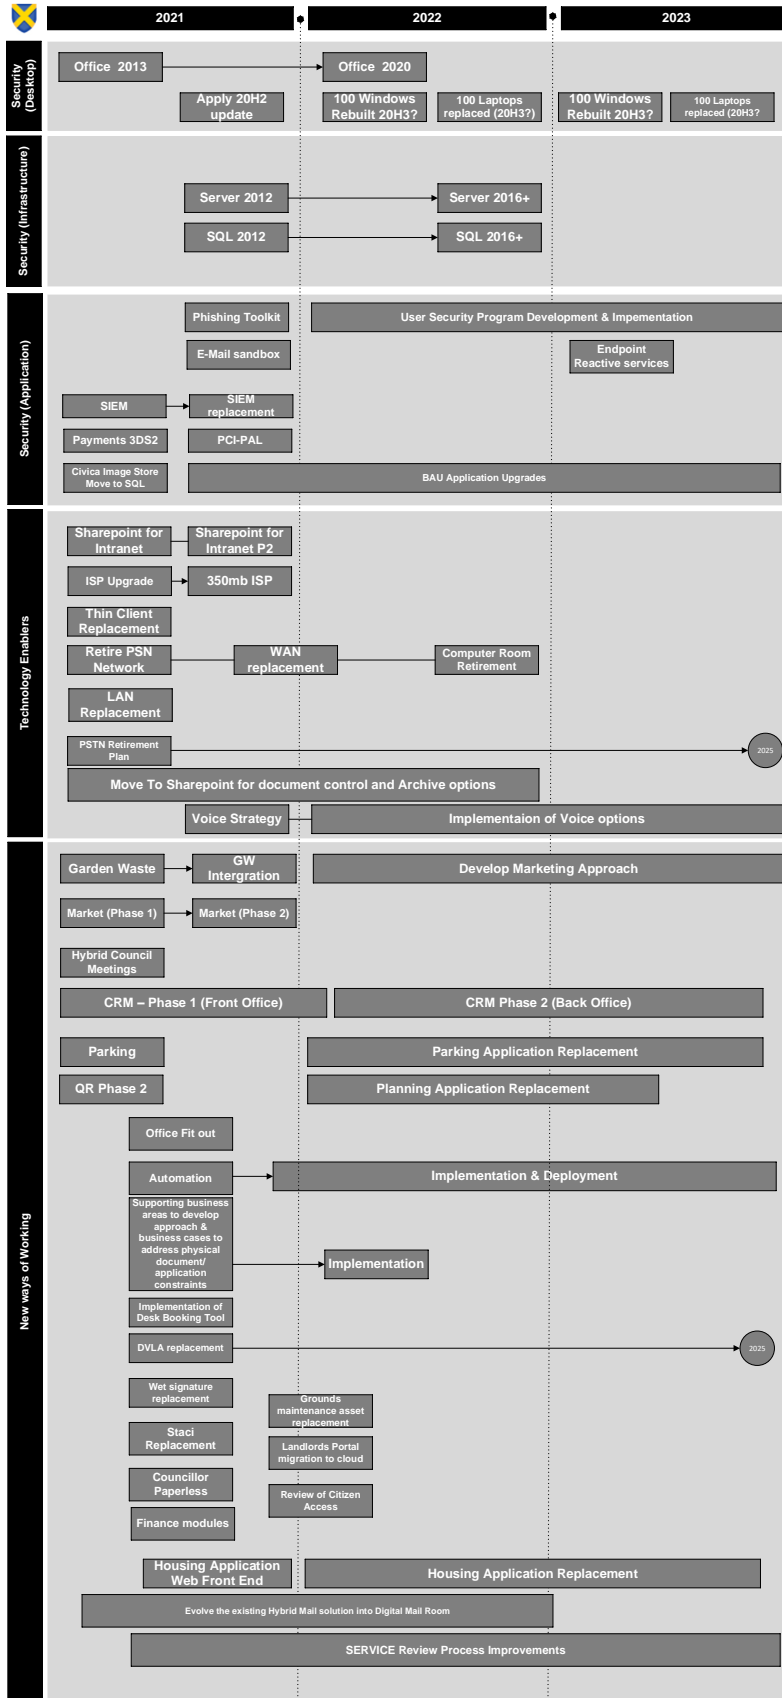 2021
2022
2023
Security
(Desktop)
Office 2013
Office 2020
Apply 20H2
update
100 Windows
Rebuilt 20H3?
100 Laptops
replaced (20H3?)
100 Windows
Rebuilt 20H3?
100 Laptops
replaced (20H3?
Security (Infrastructure)
Server 2012
Server 2016+
SQL 2012
SQL 2016+
Security (Application)
Phishing Toolkit
User Security Program Development & Impementation
E-Mail sandbox
Endpoint
Reactive services
SIEM
SIEM
replacement
Payments 3DS2
PCI-PAL
Civica Image Store
Move to SQL
BAU Application Upgrades
Technology Enablers
Sharepoint for
Intranet
Sharepoint for
Intranet P2
ISP Upgrade
350mb ISP
Thin Client
Replacement
Retire PSN
Network
WAN
replacement
Computer Room
Retirement
LAN
Replacement
PSTN Retirement
Plan
2025
Move To Sharepoint for document control and Archive options
Voice Strategy
Implementaion of Voice options
New ways of Working
Garden Waste
GW
Intergration
Develop Marketing Approach
Market (Phase 1)
Market (Phase 2)
Hybrid Council
Meetings
CRM – Phase 1 (Front Office)
CRM Phase 2 (Back Office)
Parking
Parking Application Replacement
QR Phase 2
Planning Application Replacement
Office Fit out
Automation
Implementation & Deployment
Supporting business
areas to develop
approach &
business cases to
address physical
document/
application
constraints
Implementation
Implementation of
Desk Booking Tool
DVLA replacement
2025
Wet signature
replacement
Grounds
maintenance asset
replacement
Staci
Replacement
Landlords Portal
migration to cloud
Councillor
Paperless
Review of Citizen
Access
Finance modules
Housing Application
Web Front End
Housing Application Replacement
Evolve the existing Hybrid Mail solution into Digital Mail Room
SERVICE Review Process Improvements